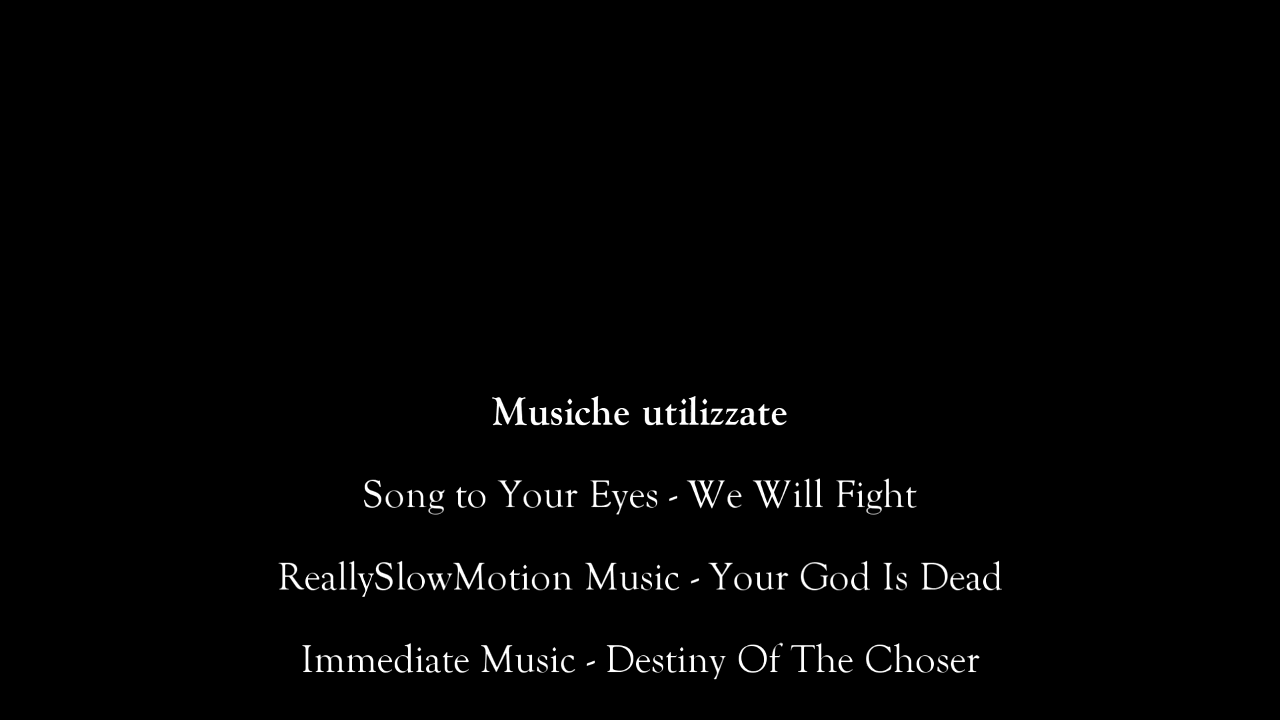 Musiche utilizzate
Song to Your Eyes - We Will Fight
ReallySlowMotion Music - Your God Is Dead
Immediate Music - Destiny Of The Choser